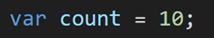 var count = 10;